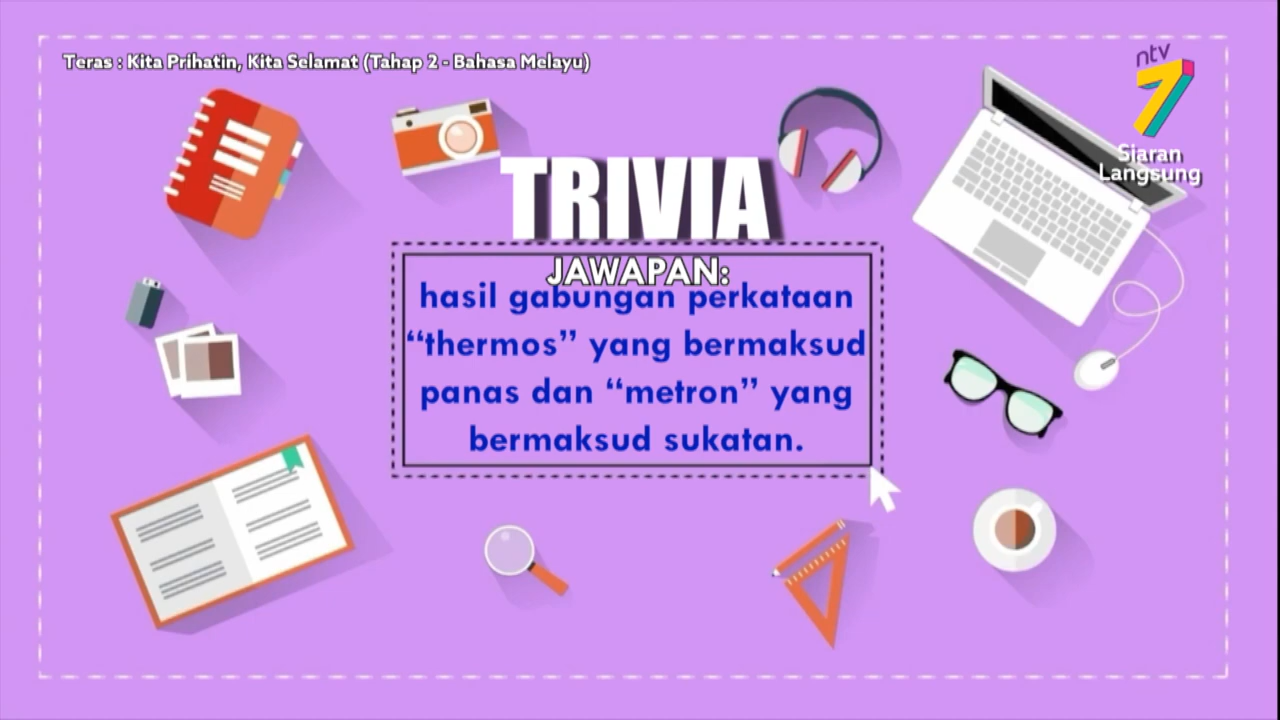 Teras : Kita Prihatin, Kita Selamat (Tahap 2 - Bahasa Melayu)
ntv
7
Siaran
Langsung
TRIVIA
JAWAPAN:
hasil gabungan perkataan
“thermos” yang bermaksud
panas dan “metron” yang
bermaksud sukatan.